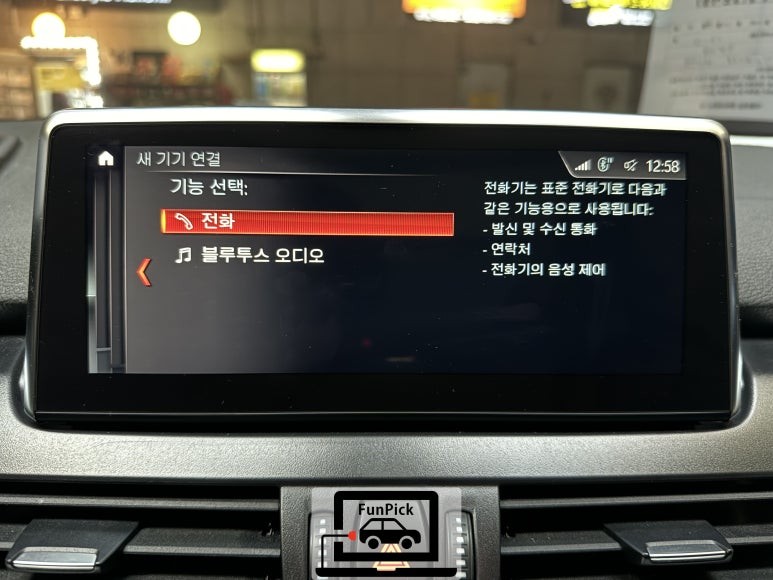 새 기기 연결
12:58
기능 선택:
전화
블루투스 오디오
전화기는 표준 전화기로 다음과
같은 기능용으로 사용됩니다:
- 발신 및 수신 통화
- 연락처
- 전화기의 음성 제어
FunPick